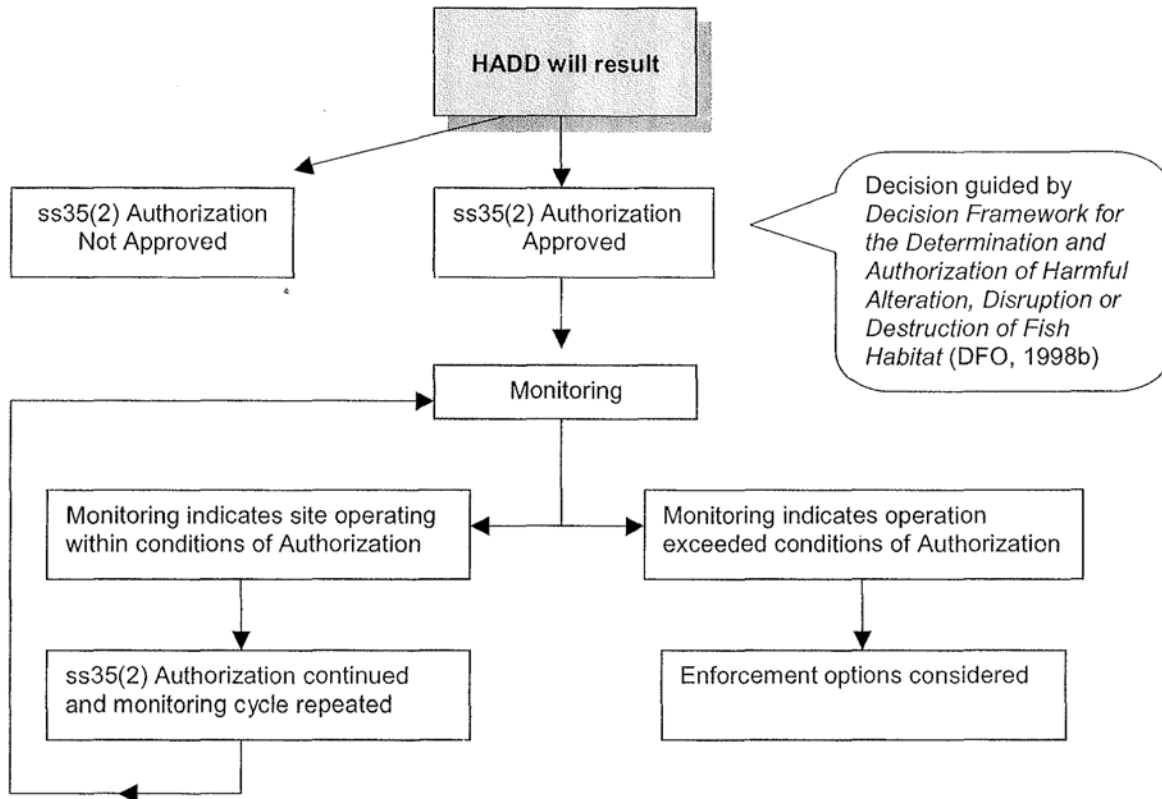 HADD will result
ss35(2) Authorization
Not Approved
ss35(2) Authorization
Approved
Decision guided by
Decision Framework for
the Determination and
Authorization of Harmful
Alteration, Disruption or
Destruction of Fish
Habitat (DFO, 1998b)
Monitoring
Monitoring indicates site operating
within conditions of Authorization
Monitoring indicates operation
exceeded conditions of Authorization
ss35(2) Authorization continued
and monitoring cycle repeated
Enforcement options considered